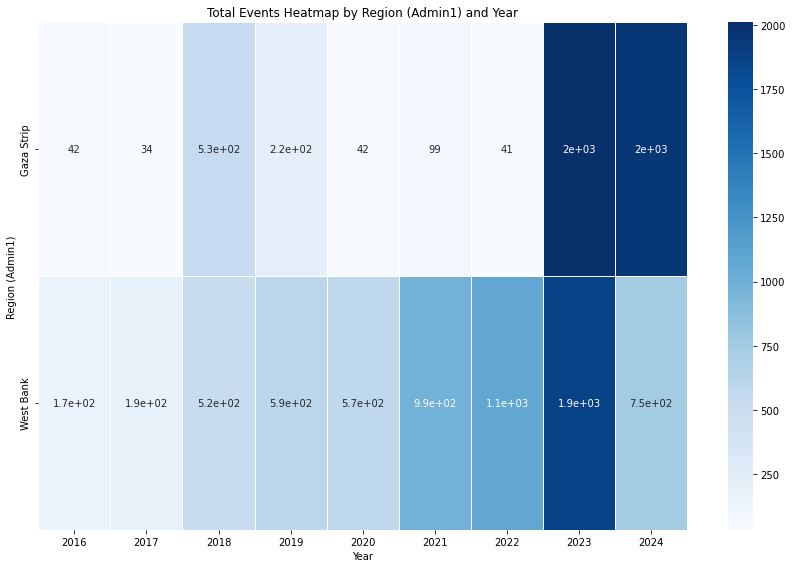 Total Events Heatmap by Region (Admin1) and Year
Region (Admin1)
Gaza Strip
42 34 5.3e+02 2.2e+02 42 99 41 2e+03 2e+03
West Bank
1.7e+02 1.9e+02 5.2e+02 5.9e+02 5.7e+02 9.9e+02 1.1e+03 1.9e+03 7.5e+02
2016 2017 2018 2019 2020 2021 2022 2023 2024
Year
2000
1750
1500
1250
1000
750
500
250